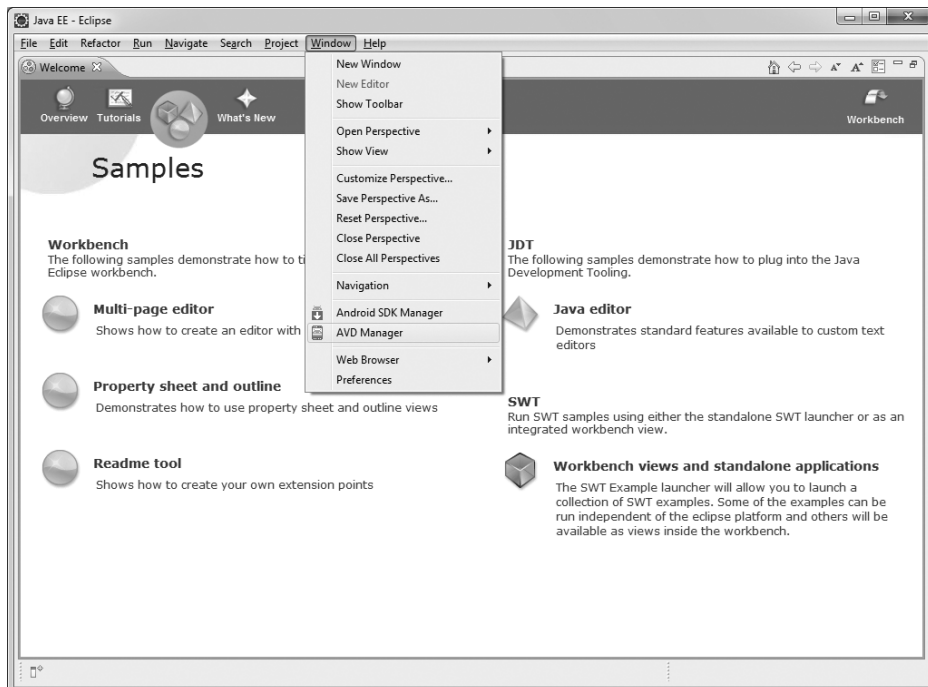 Java EE - Eclipse
File Edit Refactor Run Navigate Search Project Window Help
Welcome
Overview Tutorials What's New Workbench
New Window
New Editor
Show Toolbar
Open Perspective
Show View
Customize Perspective...
Save Perspective As...
Reset Perspective...
Close Perspective
Close All Perspectives
Navigation
Android SDK Manager
AVD Manager
Web Browser
Preferences
Samples
Workbench
The following samples demonstrate how to
Eclipse workbench.
Multi-page editor
Shows how to create an editor with
Property sheet and outline
Demonstrates how to use property sheet and outline views
Readme tool
Shows how to create your own extension points
JDT
The following samples demonstrate how to plug into the Java
Development Tooling.
Java editor
Demonstrates standard features available to custom text
editors
SWT
Run SWT samples using either the standalone SWT launcher or as an
integrated workbench view.
Workbench views and standalone applications
The SWT Example launcher will allow you to launch a
collection of SWT examples. Some of the examples can be
run independent of the eclipse platform and others will be
available as views inside the workbench.